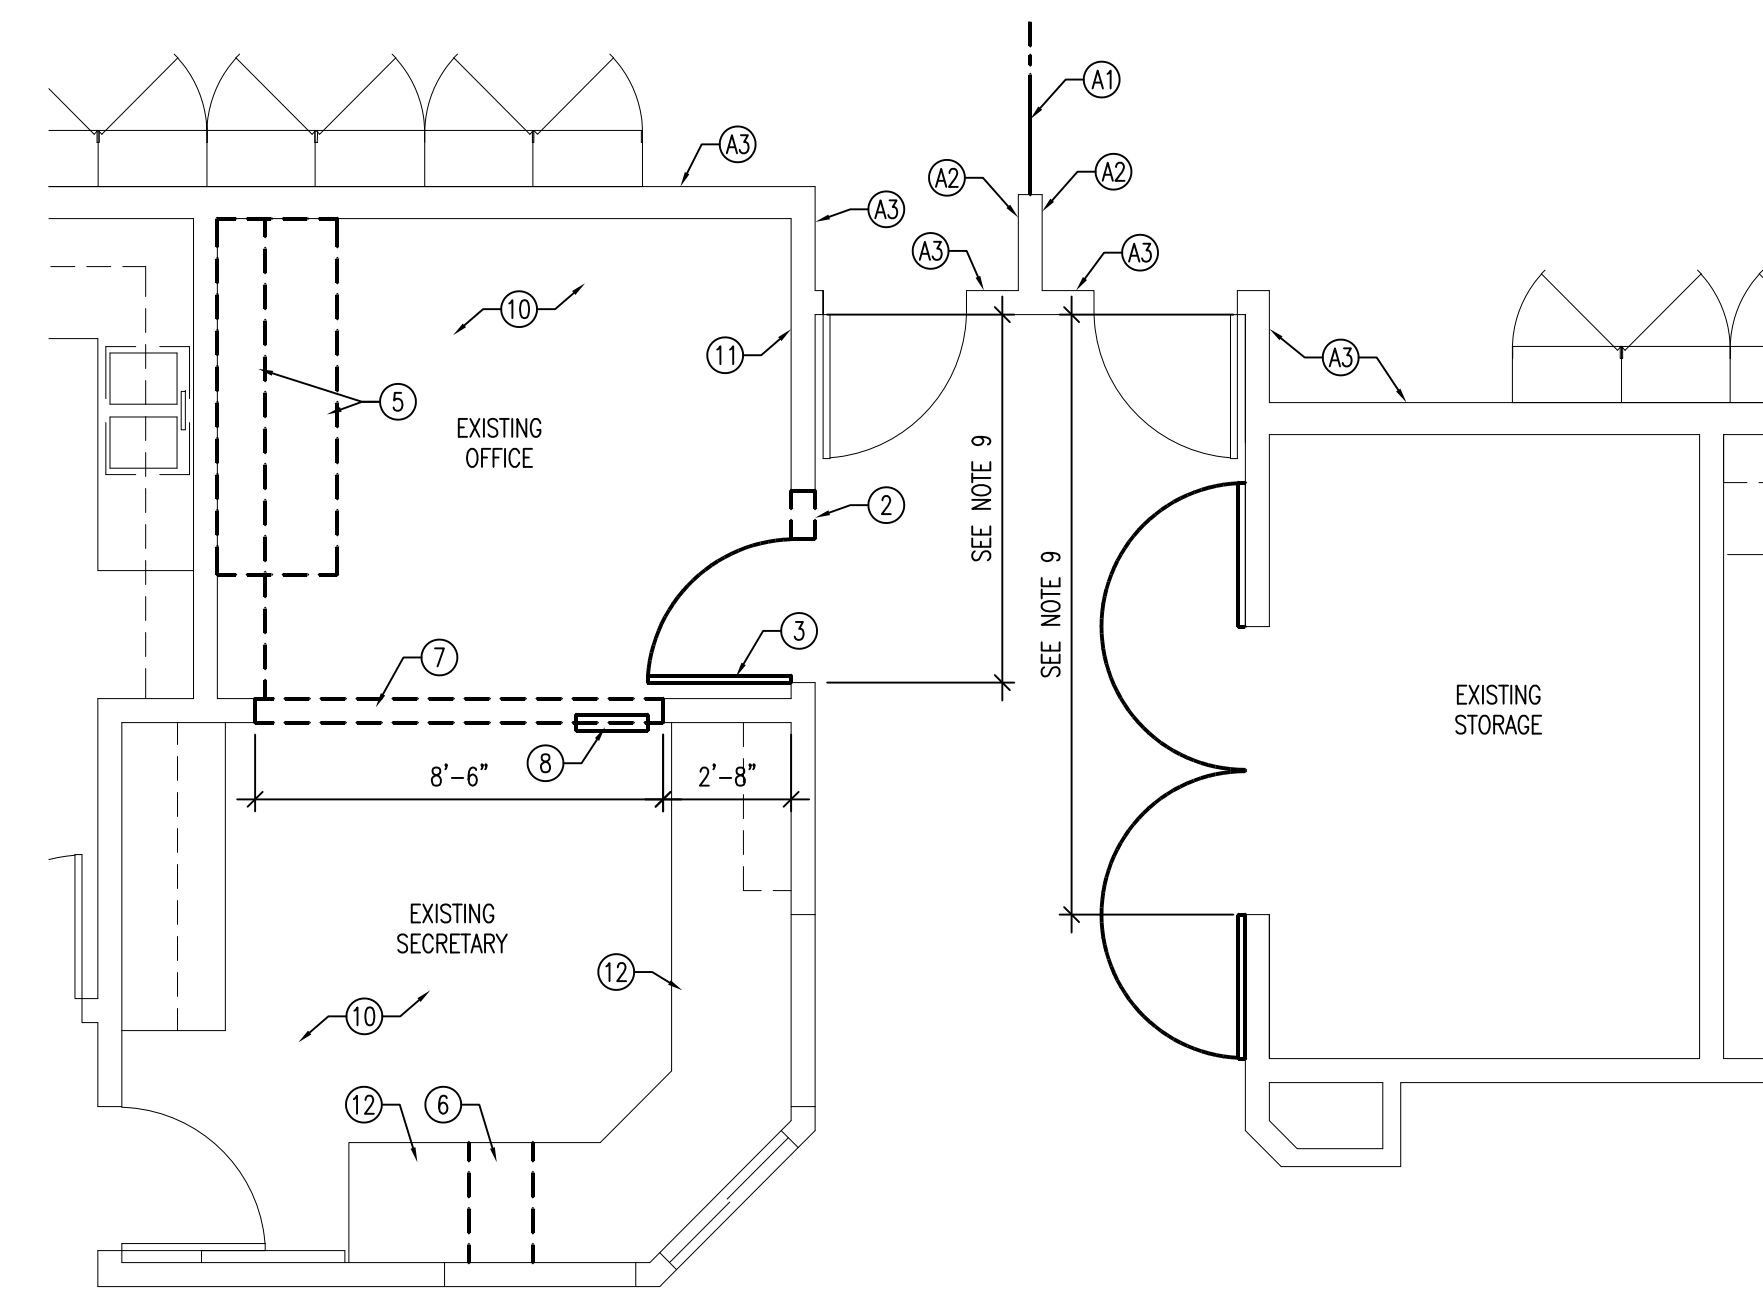 A1
A3
A2
A2
A3
A3
A3
10
11
A3
5
EXISTING
OFFICE
SEE NOTE 9
2
SEE NOTE 9
3
7
EXISTING
STORAGE
8
8'-6"
2'-8"
EXISTING
SECRETARY
12
10
12
6